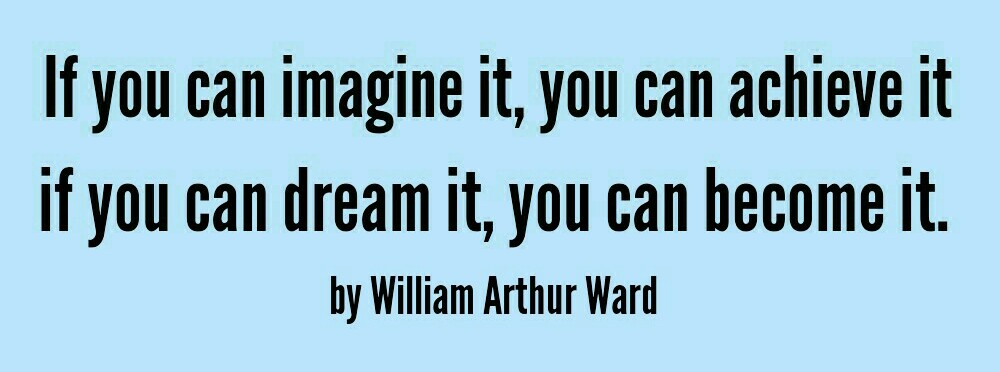 If you can imagine it, you can achieve it
if you can dream it, you can become it.
by William Arthur Ward